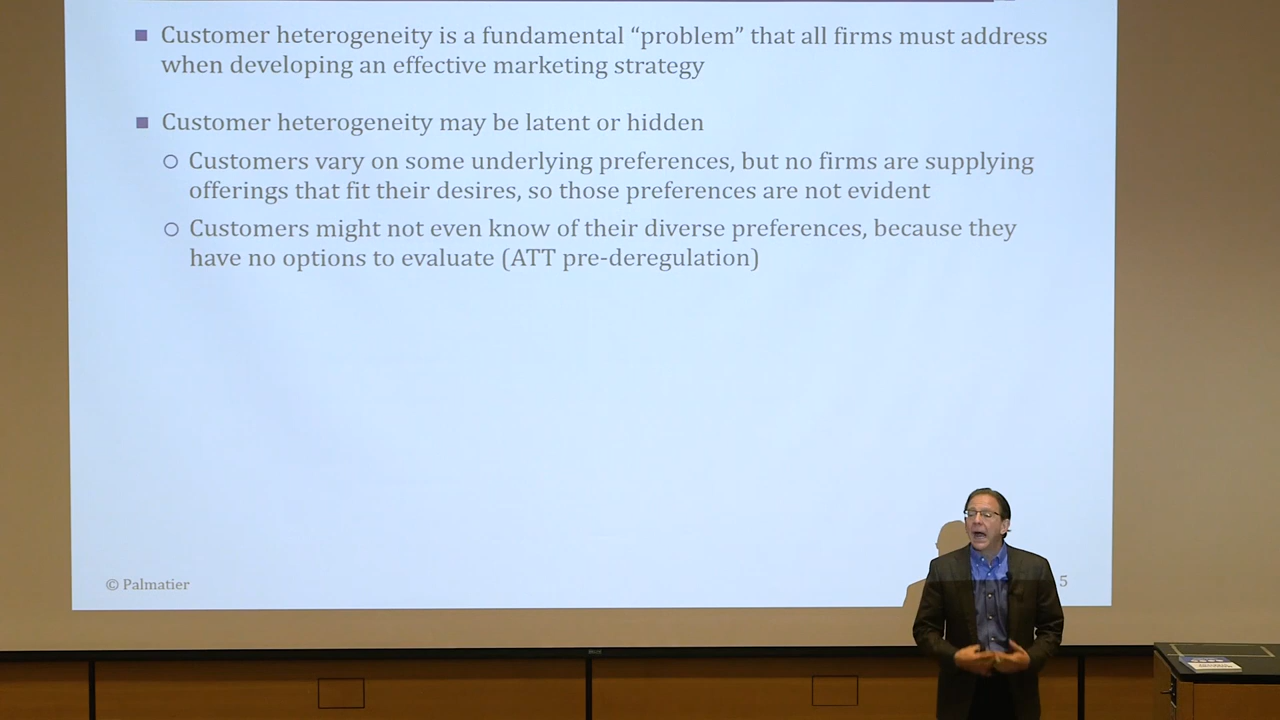 Customer heterogeneity is a fundamental “problem” that all firms must address
when developing an effective marketing strategy
Customer heterogeneity may be latent or hidden
Customers vary on some underlying preferences, but no firms are supplying
offerings that fit their desires, so those preferences are not evident
Customers might not even know of their diverse preferences, because they
have no options to evaluate (ATT pre-deregulation)
© Palmatier
5